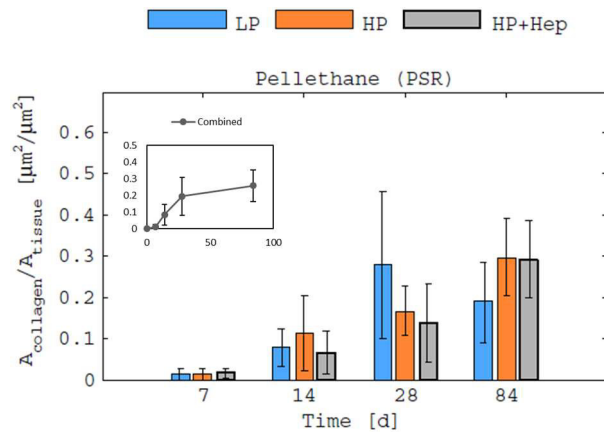 LP HP HP+Hep
Pellethane (PSR)
A_collagen/A_tissue [μm²/μm²]
0.6
0.5
0.4
0.3
0.2
0.1
0
Combined
0.5
0.4
0.3
0.2
0.1
0
0 50 100
7 14 28 84
Time [d]